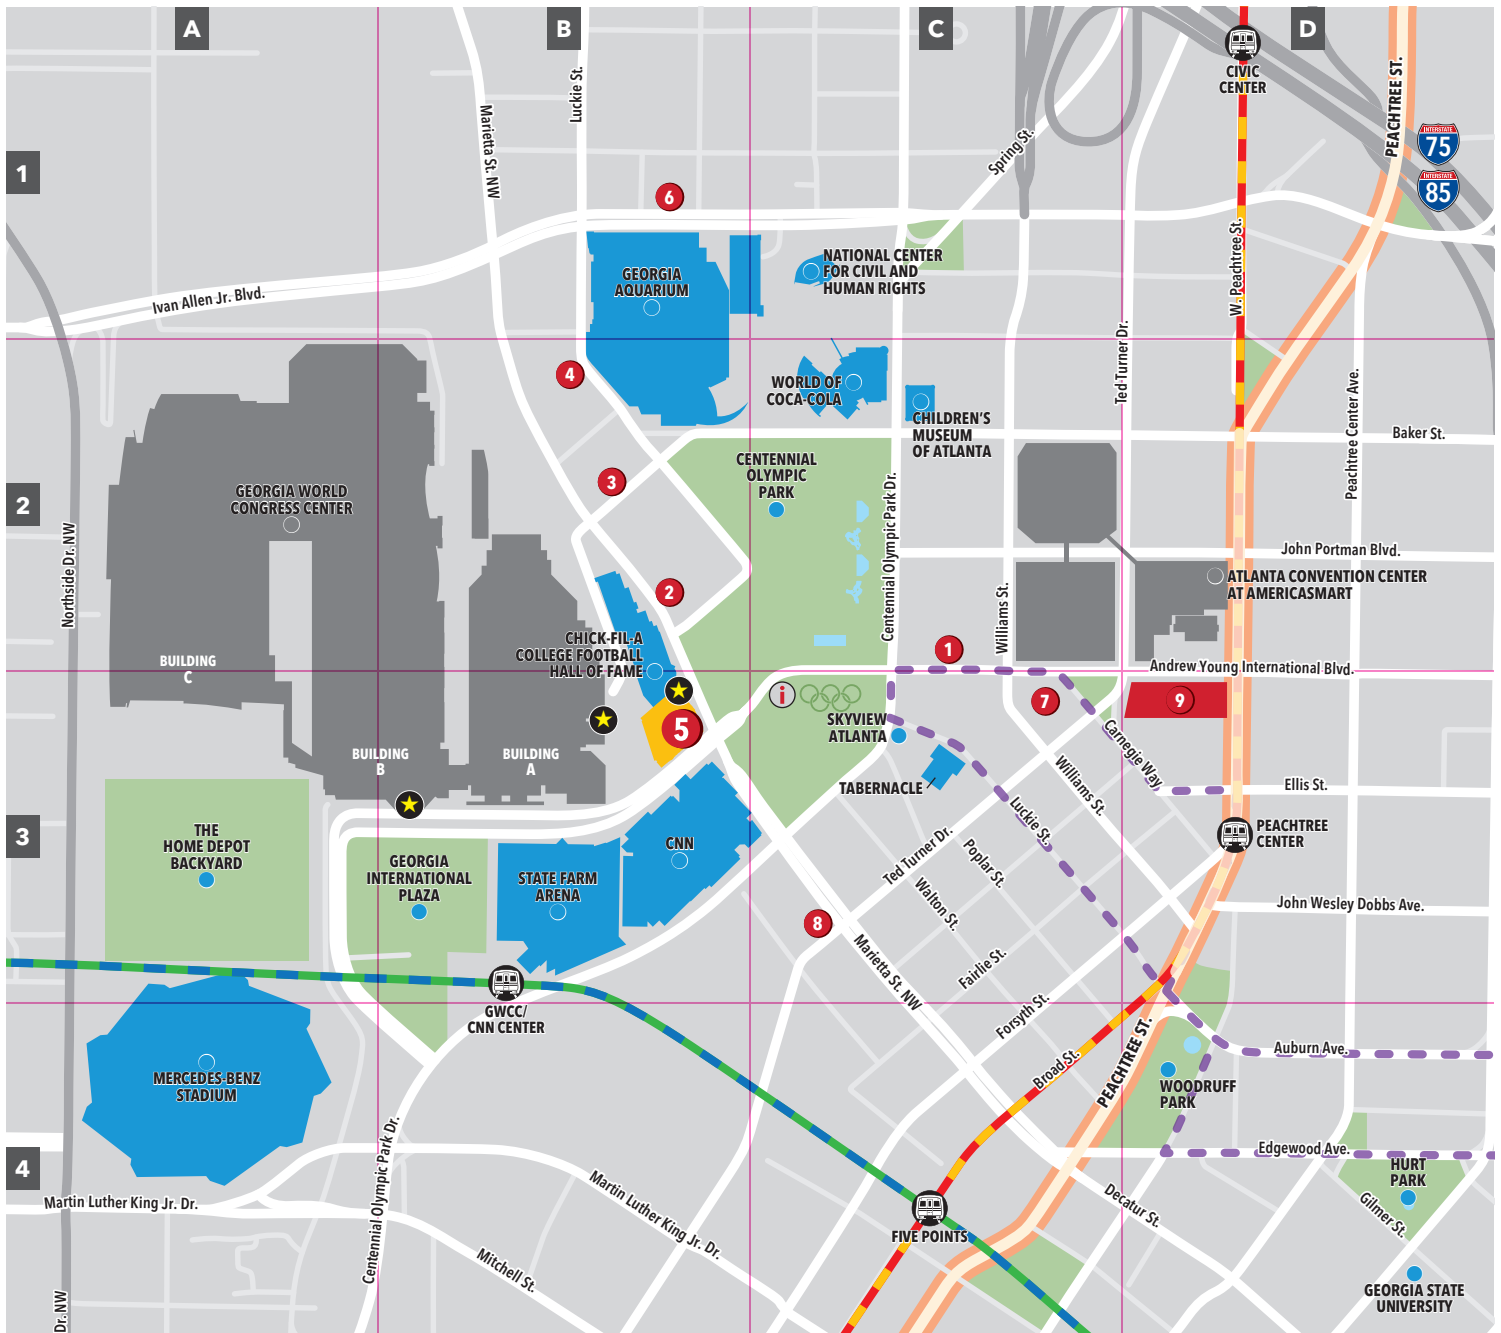 A
B
C
D
1
2
3
4
Marietta St. NW
Luckie St.
Spring St.
CIVIC
CENTER
PEACHTREE ST.
INTERSTATE
75
INTERSTATE
85
6
W. Peachtree St.
Ivan Allen Jr. Blvd.
GEORGIA
AQUARIUM
NATIONAL CENTER
FOR CIVIL AND
HUMAN RIGHTS
4
WORLD OF
COCA-COLA
CHILDREN'S
MUSEUM
OF ATLANTA
Ted Turner Dr.
Peachtree Center Ave.
Baker St.
GEORGIA WORLD
CONGRESS CENTER
3
CENTENNIAL
OLYMPIC
PARK
Centennial Olympic Park Dr.
Northside Dr. NW
John Portman Blvd.
ATLANTA CONVENTION CENTER
AT AMERICASMART
2
Williams St.
CHICK-FIL-A
COLLEGE FOOTBALL
HALL OF FAME
1
Andrew Young International Blvd.
BUILDING
C
5
i
SKYVIEW
ATLANTA
7
9
Carnegie Way
BUILDING
B
BUILDING
A
TABERNACLE
Williams St.
Ellis St.
Luckie St.
THE
HOME DEPOT
BACKYARD
GEORGIA
INTERNATIONAL
PLAZA
STATE FARM
ARENA
CNN
Ted Turner Dr.
Poplar St.
Walton St.
PEACHTREE
CENTER
John Wesley Dobbs Ave.
8
Marietta St. NW
Fairlie St.
Forsyth St.
GWCC/
CNN CENTER
Broad St.
PEACHTREE ST.
Auburn Ave.
MERCEDES-BENZ
STADIUM
WOODRUFF
PARK
Centennial Olympic Park Dr.
Edgewood Ave.
HURT
PARK
Gilmer St.
Martin Luther King Jr. Dr.
Martin Luther King Jr. Dr.
Mitchell St.
Decatur St.
FIVE POINTS
GEORGIA STATE
UNIVERSITY
Dr. NW